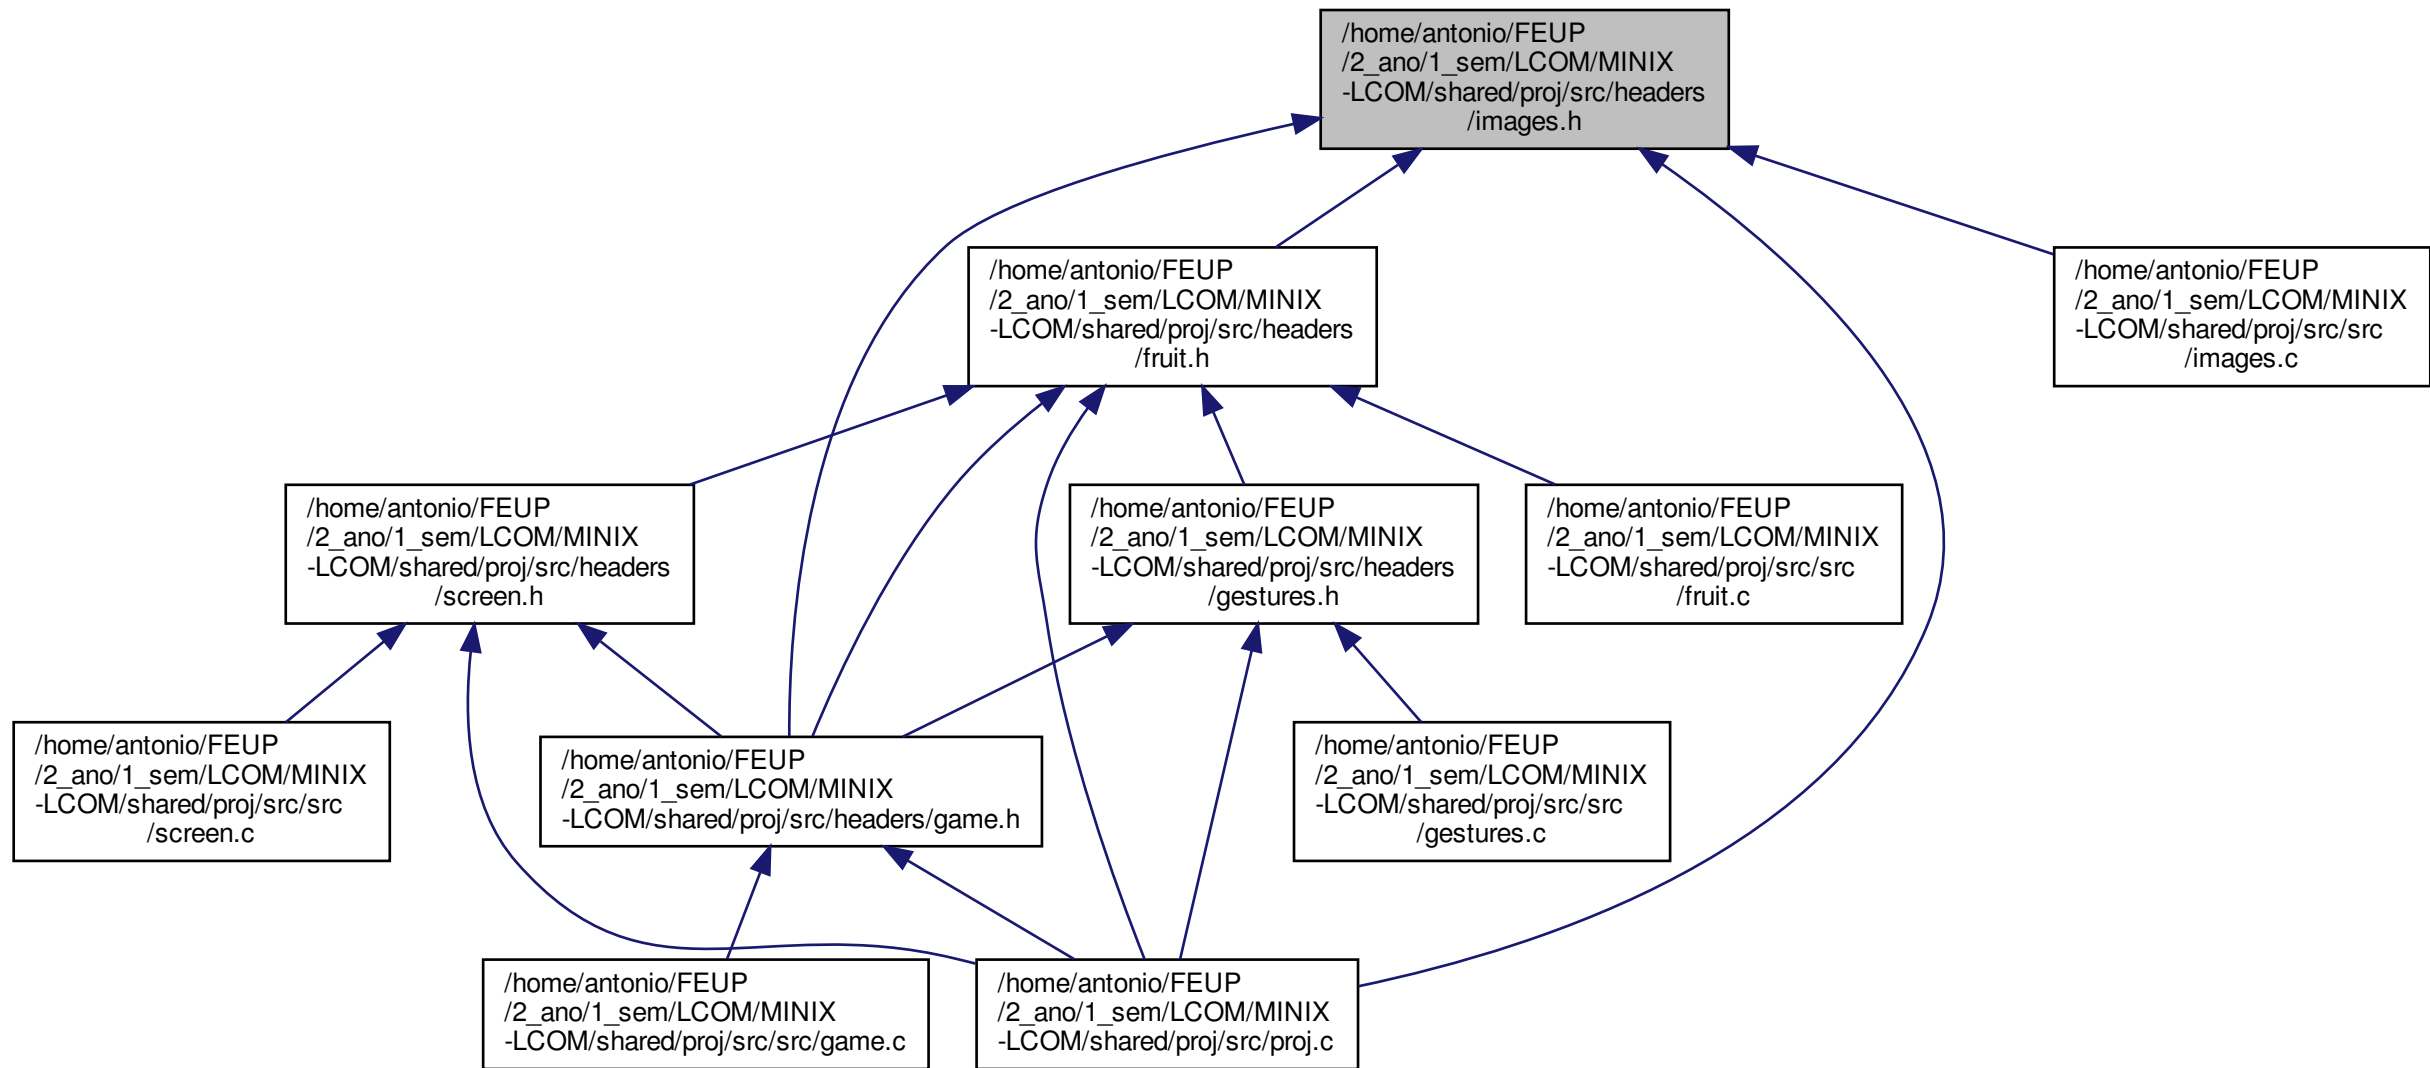 /home/antonio/FEUP
/2_ano/1_sem/LCOM/MINIX
-LCOM/shared/proj/src/headers
/images.h
/home/antonio/FEUP
/2_ano/1_sem/LCOM/MINIX
-LCOM/shared/proj/src/headers
/fruit.h
/home/antonio/FEUP
/2_ano/1_sem/LCOM/MINIX
-LCOM/shared/proj/src/src
/images.c
/home/antonio/FEUP
/2_ano/1_sem/LCOM/MINIX
-LCOM/shared/proj/src/headers
/screen.h
/home/antonio/FEUP
/2_ano/1_sem/LCOM/MINIX
-LCOM/shared/proj/src/headers
/gestures.h
/home/antonio/FEUP
/2_ano/1_sem/LCOM/MINIX
-LCOM/shared/proj/src/src
/fruit.c
/home/antonio/FEUP
/2_ano/1_sem/LCOM/MINIX
-LCOM/shared/proj/src/src
/screen.c
/home/antonio/FEUP
/2_ano/1_sem/LCOM/MINIX
-LCOM/shared/proj/src/headers/game.h
/home/antonio/FEUP
/2_ano/1_sem/LCOM/MINIX
-LCOM/shared/proj/src/src
/gestures.c
/home/antonio/FEUP
/2_ano/1_sem/LCOM/MINIX
-LCOM/shared/proj/src/src/game.c
/home/antonio/FEUP
/2_ano/1_sem/LCOM/MINIX
-LCOM/shared/proj/src/proj.c